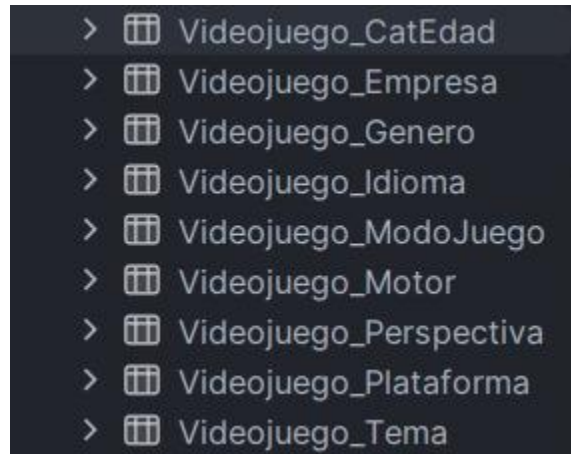 Videojuego_CatEdad
Videojuego_Empresa
Videojuego_Genero
Videojuego_Idioma
Videojuego_ModoJuego
Videojuego_Motor
Videojuego_Perspectiva
Videojuego_Plataforma
Videojuego_Tema